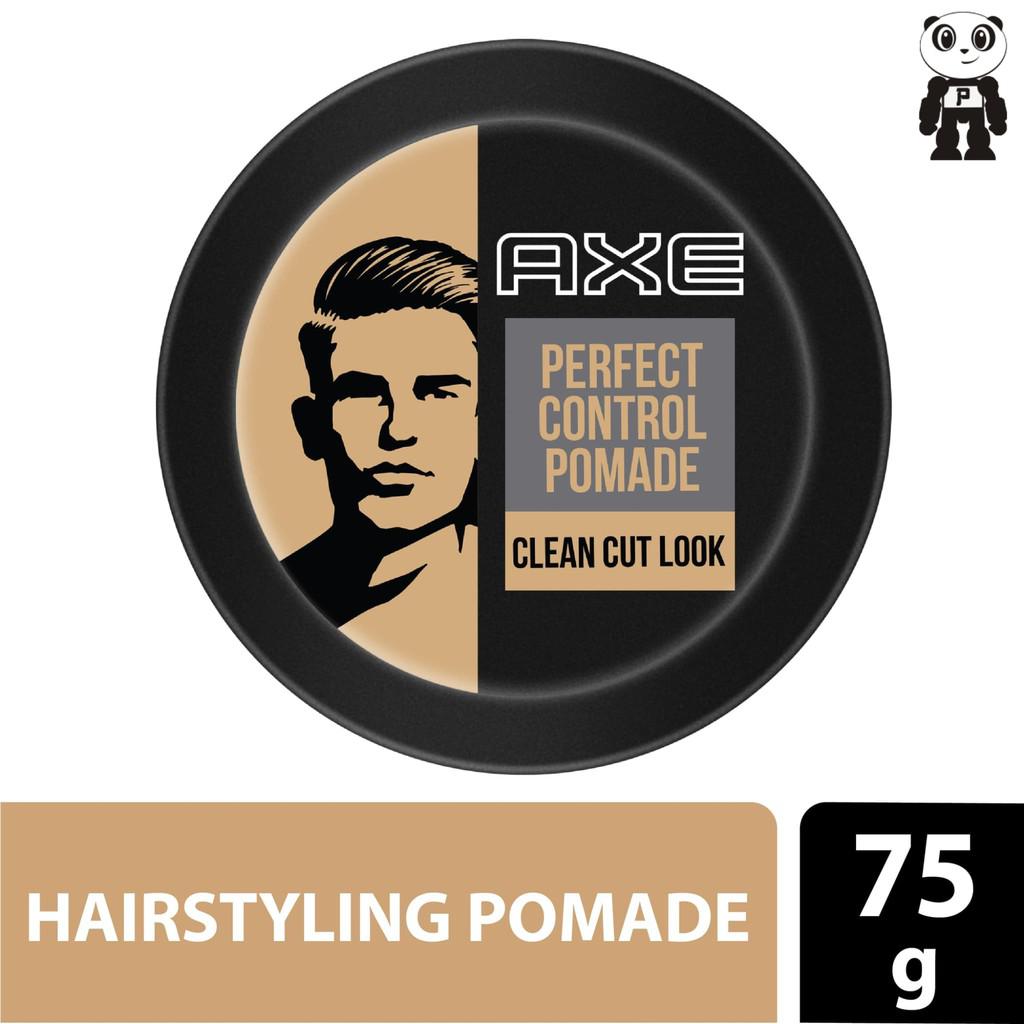 P
AXE
PERFECT
CONTROL
POMADE
CLEAN CUT LOOK
HAIRSTYLING POMADE
75
g